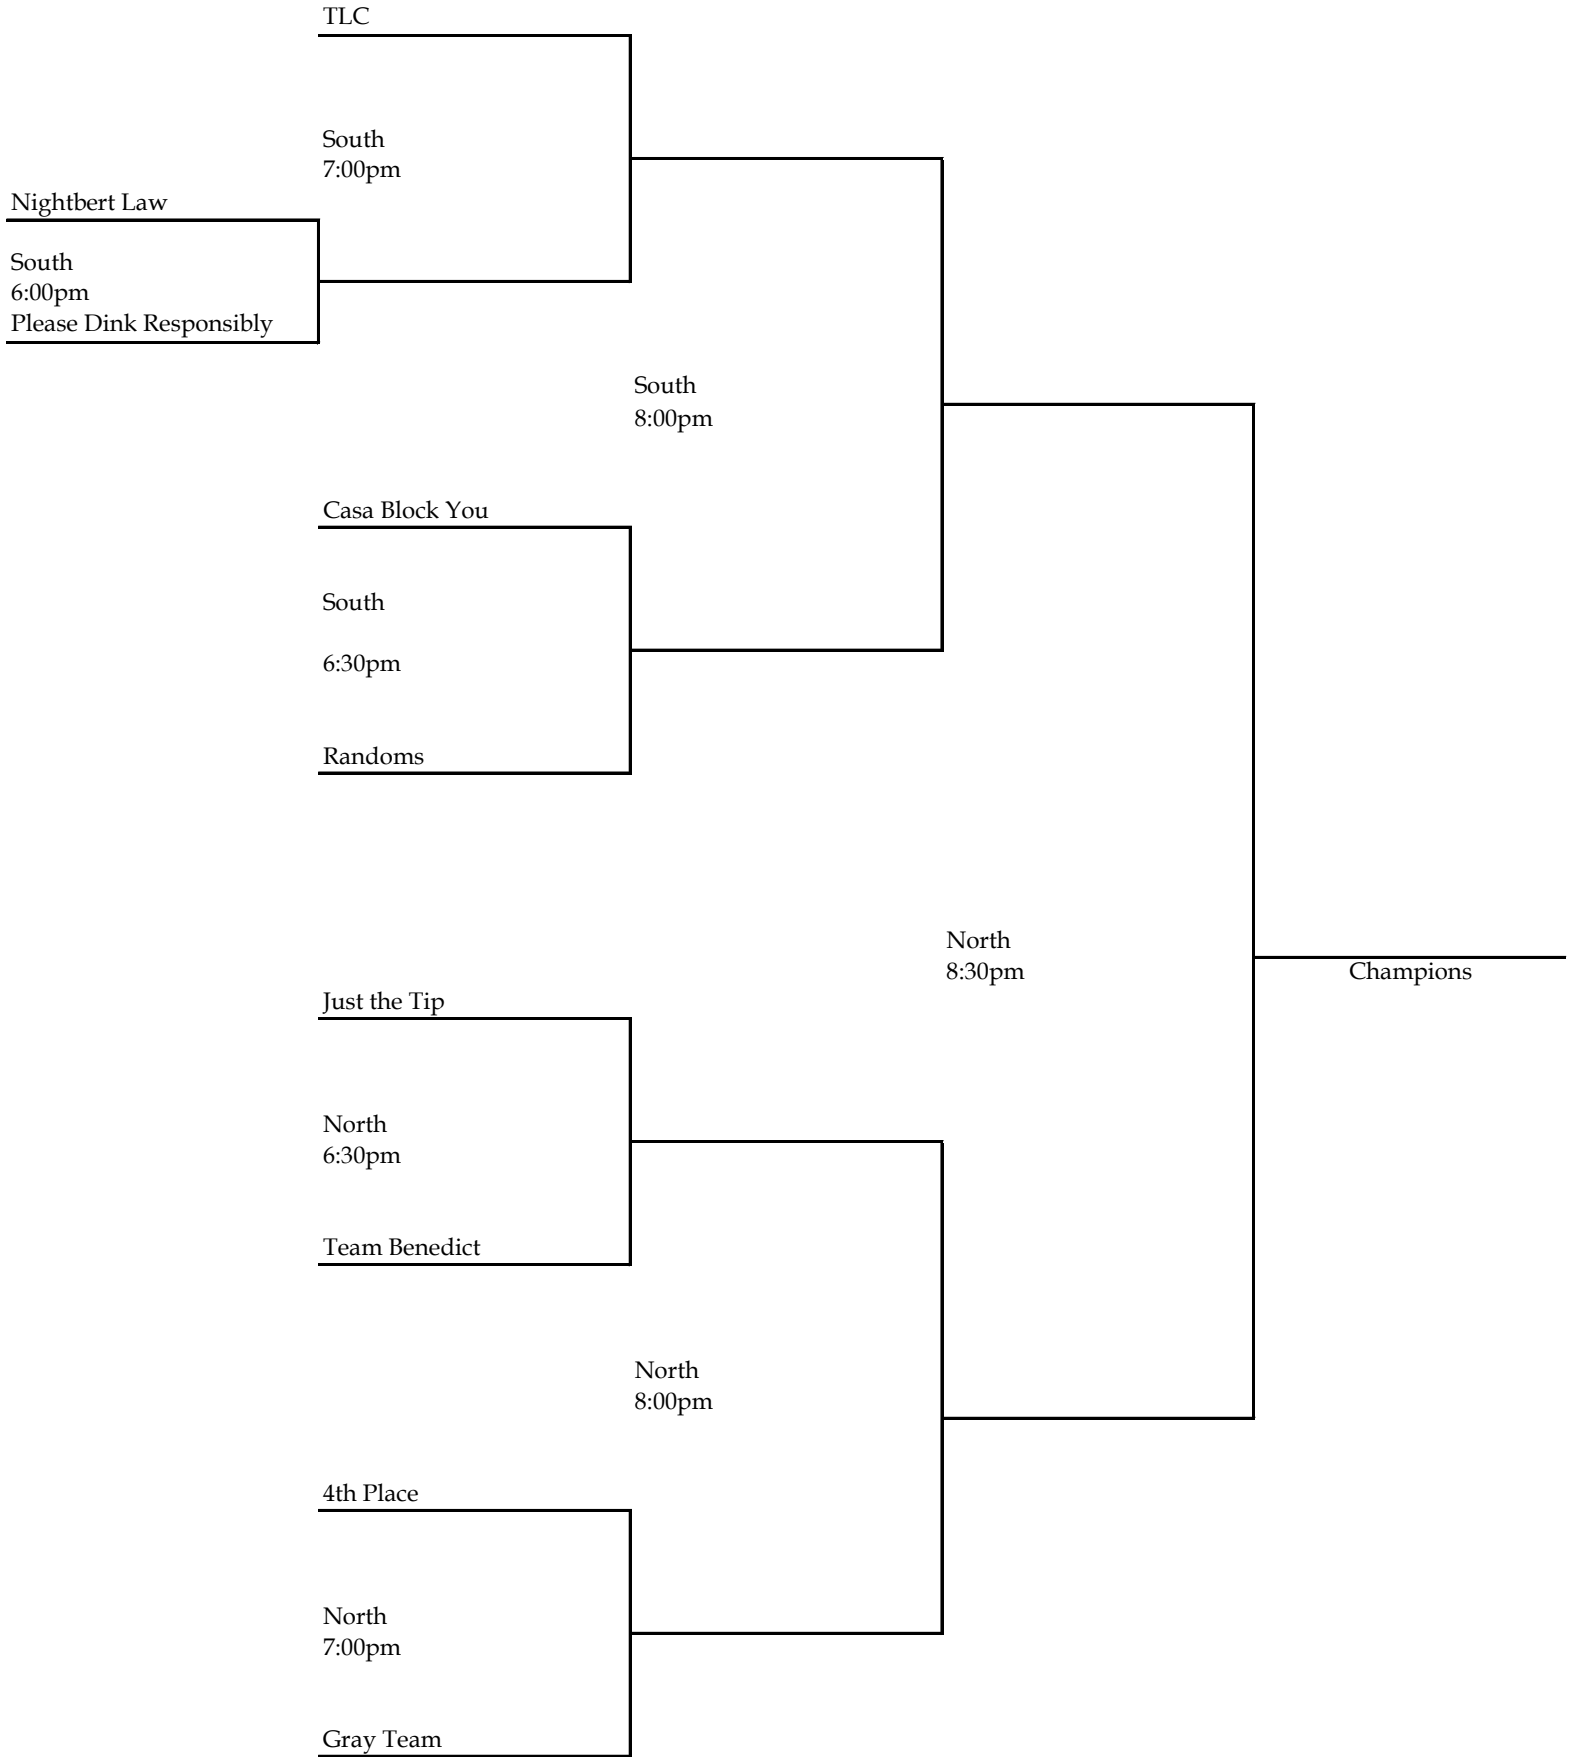 TLC
South
7:00pm
Nightbert Law
South
6:00pm
Please Dink Responsibly
South
8:00pm
Casa Block You
South
6:30pm
Randoms
North
8:30pm
Champions
Just the Tip
North
6:30pm
Team Benedict
North
8:00pm
4th Place
North
7:00pm
Gray Team